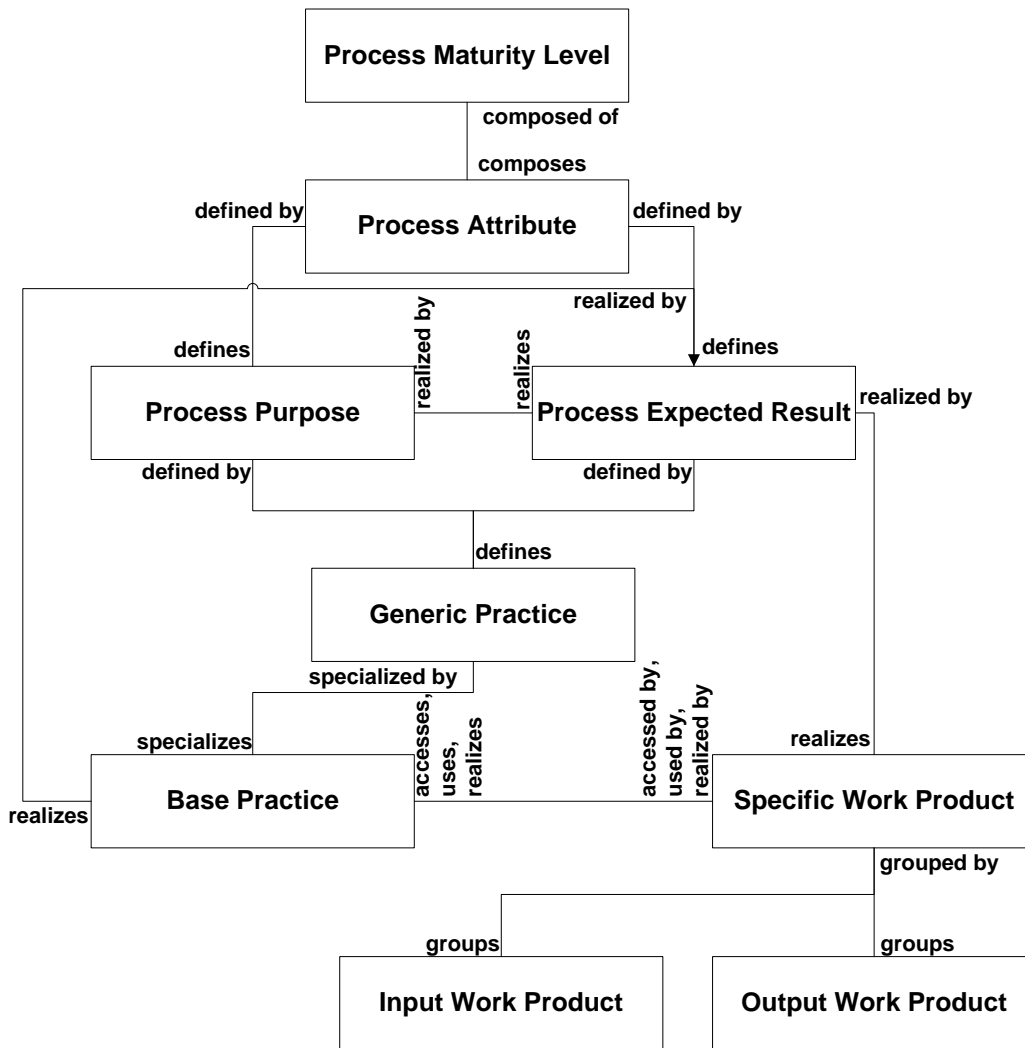 Process Maturity Level
composed of
composes
defined by
Process Attribute
defined by
realized by
defines
realized by
realizes
defines
Process Purpose
Process Expected Result
realized by
defined by
defined by
defines
Generic Practice
specialized by
specializes
accesses,
uses,
realizes
accessed by,
used by,
realized by
realizes
Base Practice
Specific Work Product
realizes
grouped by
groups
groups
Input Work Product
Output Work Product